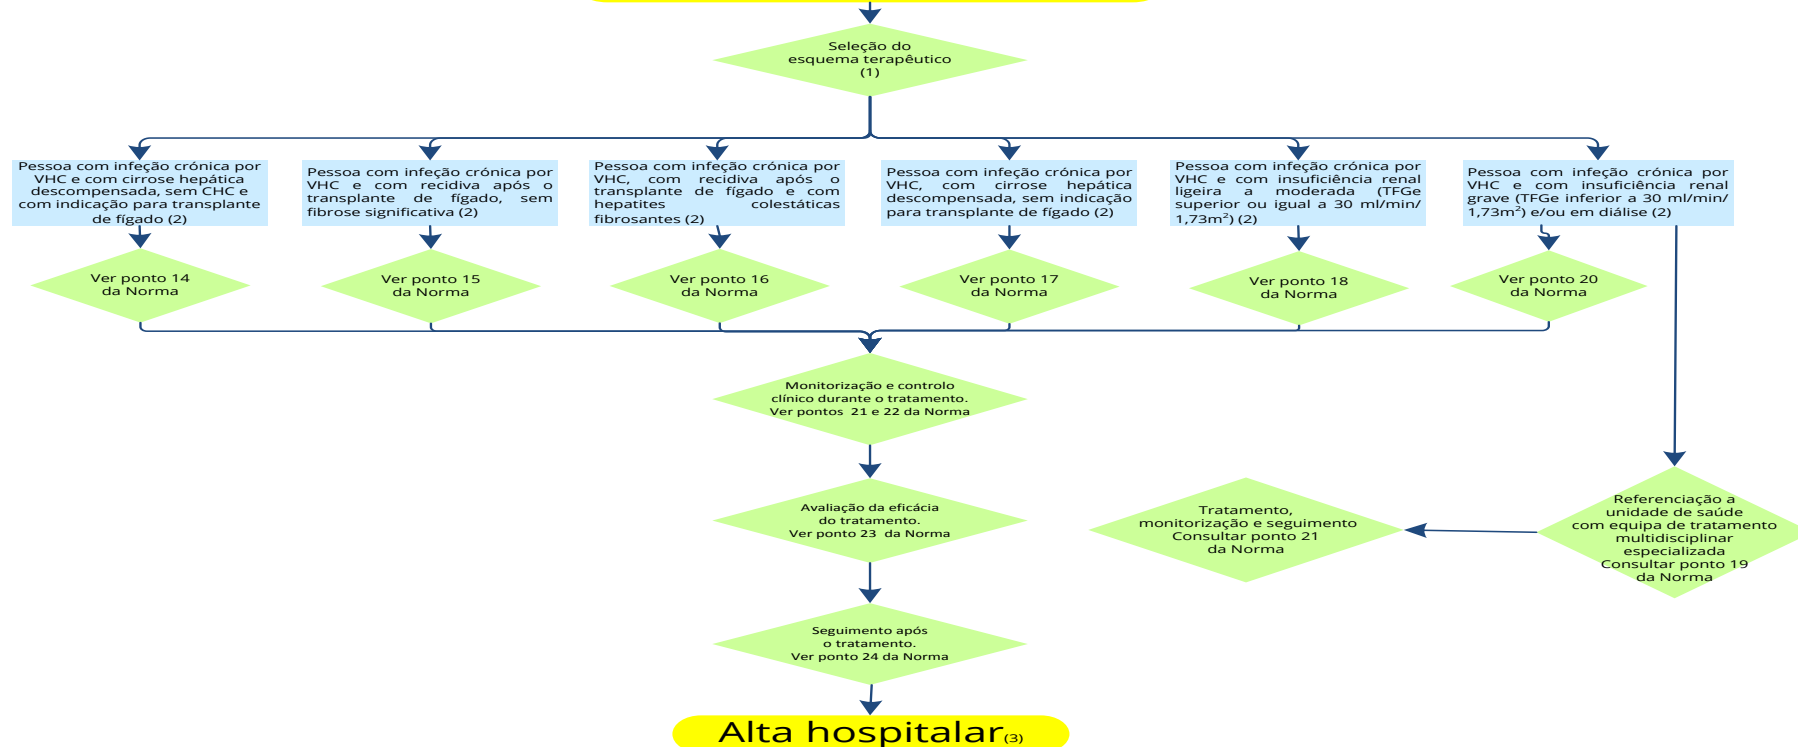 Seleção do
esquema terapêutico
(1)
Pessoa com infeção crónica por
VHC e com cirrose hepática
descompensada, sem CHC e
com indicação para transplante
de fígado (2)
Pessoa com infeção crónica por
VHC e com recidiva após o
transplante de fígado, sem
fibrose significativa (2)
Pessoa com infeção crónica por
VHC, com recidiva após o
transplante de fígado e com
hepatites colestáticas
fibrosantes (2)
Pessoa com infeção crónica por
VHC, com cirrose hepática
descompensada, sem indicação
para transplante de fígado (2)
Pessoa com infeção crónica por
VHC e com insuficiência renal
ligeira a moderada (TFGe
superior ou igual a 30 ml/min/
1,73m²) (2)
Pessoa com infeção crónica por
VHC e com insuficiência renal
grave (TFGe inferior a 30 ml/min/
1,73m²) e/ou em diálise (2)
Ver ponto 14
da Norma
Ver ponto 15
da Norma
Ver ponto 16
da Norma
Ver ponto 17
da Norma
Ver ponto 18
da Norma
Ver ponto 20
da Norma
Monitorização e controlo
clínico durante o tratamento.
Ver pontos 21 e 22 da Norma
Avaliação da eficácia
do tratamento.
Ver ponto 23 da Norma
Tratamento,
monitorização e seguimento
Consultar ponto 21
da Norma
Referenciação a
unidade de saúde
com equipa de tratamento
multidisciplinar
especializada
Consultar ponto 19
da Norma
Seguimento após
o tratamento.
Ver ponto 24 da Norma
Alta hospitalar(3)